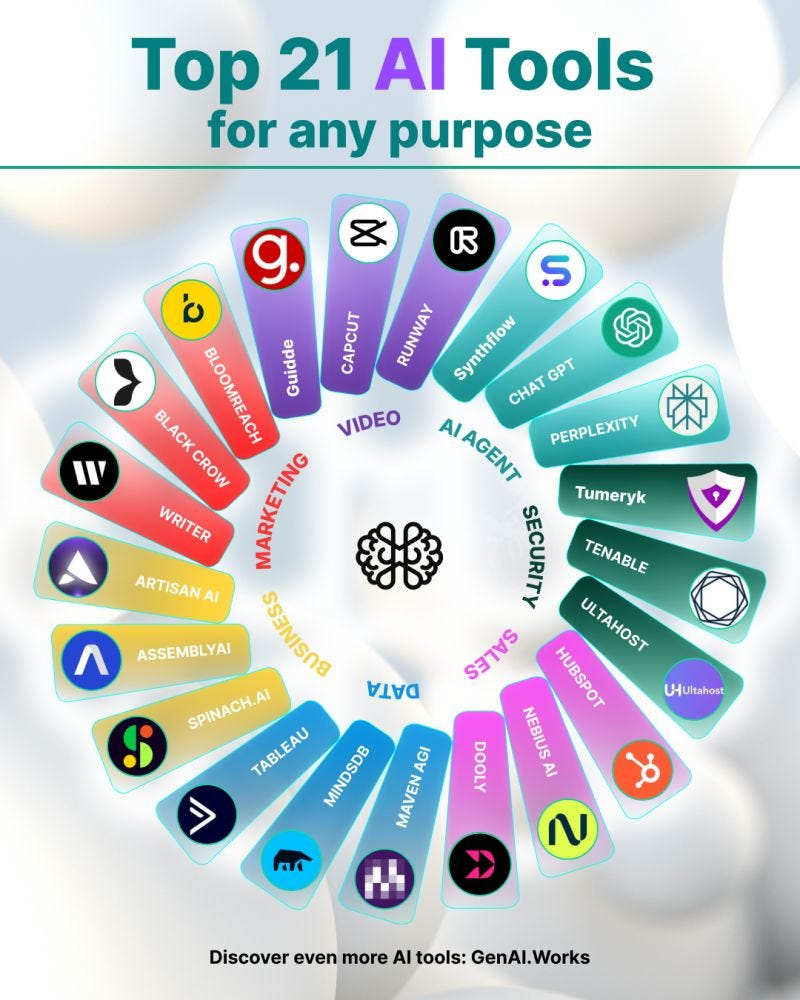 Top 21 AI Tools
for any purpose
Guidde
CAPCUT
RUNWAY
Synthflow
CHAT GPT
PERPLEXITY
Tumeryk
TENABLE
ULTAHOST
UH Ultahost
HUBSPOT
NEBIUS AI
DOOLY
MAVEN AGI
MINDSDB
TABLEAU
SPINACH.AI
ASSEMBLYAI
ARTISAN AI
WRITER
BLACK CROW
BLOOMREACH
g.
VIDEO
AI AGENT
SECURITY
SALES
DATA
BUSINESS
MARKETING
Discover even more AI tools: GenAI.Works